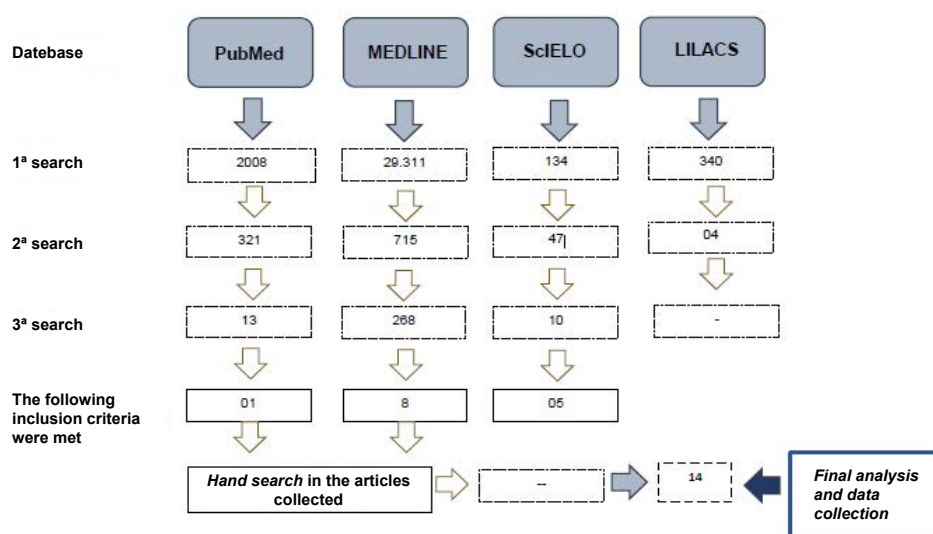 Datebase
PubMed
MEDLINE
ScIELO
LILACS
1ª search
2008
29.311
134
340
2ª search
321
715
47
04
3ª search
13
268
10
-
The following
inclusion criteria
were met
01
8
05
Hand search in the articles
collected
--
14
Final analysis
and data
collection